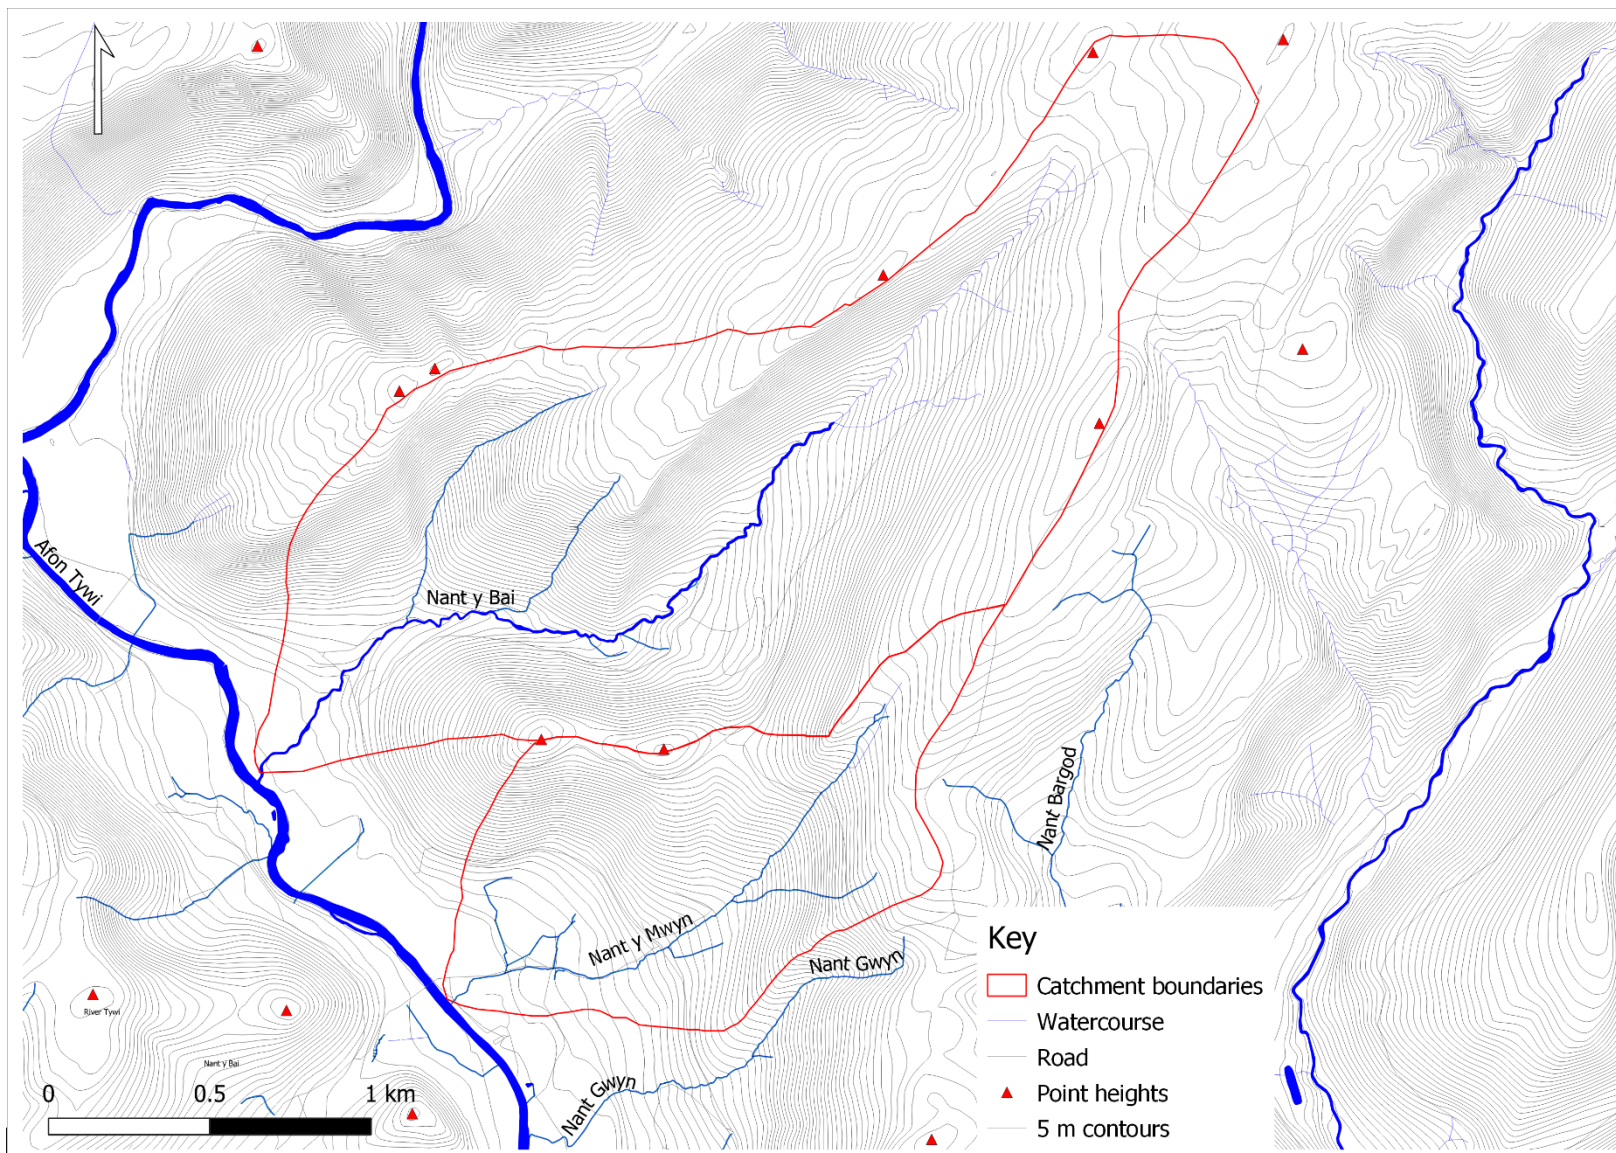 Afon Tywi
Nant y Bai
Nant Bargod
Nant y Mwyn
Nant Gwyn
Nant Gwyn
River Tywi
Nant y Bai
0 0.5 1 km
Key
Catchment boundaries
Watercourse
Road
Point heights
5 m contours